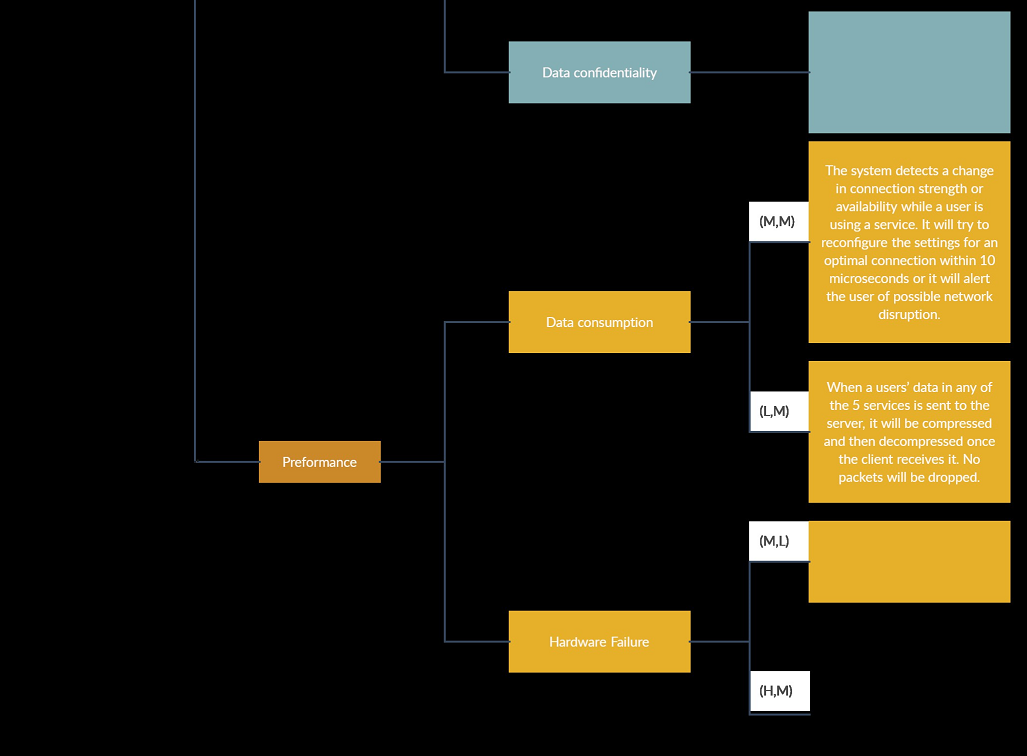 Data confidentiality
The system detects a change
in connection strength or
availability while a user is
using a service. It will try to
reconfigure the settings for an
optimal connection within 10
microseconds or it will alert
the user of possible network
disruption.
(M,M)
Data consumption
When a users' data in any of
the 5 services is sent to the
server, it will be compressed
and then decompressed once
the client receives it. No
packets will be dropped.
(L,M)
Preformance
(M,L)
Hardware Failure
(H,M)